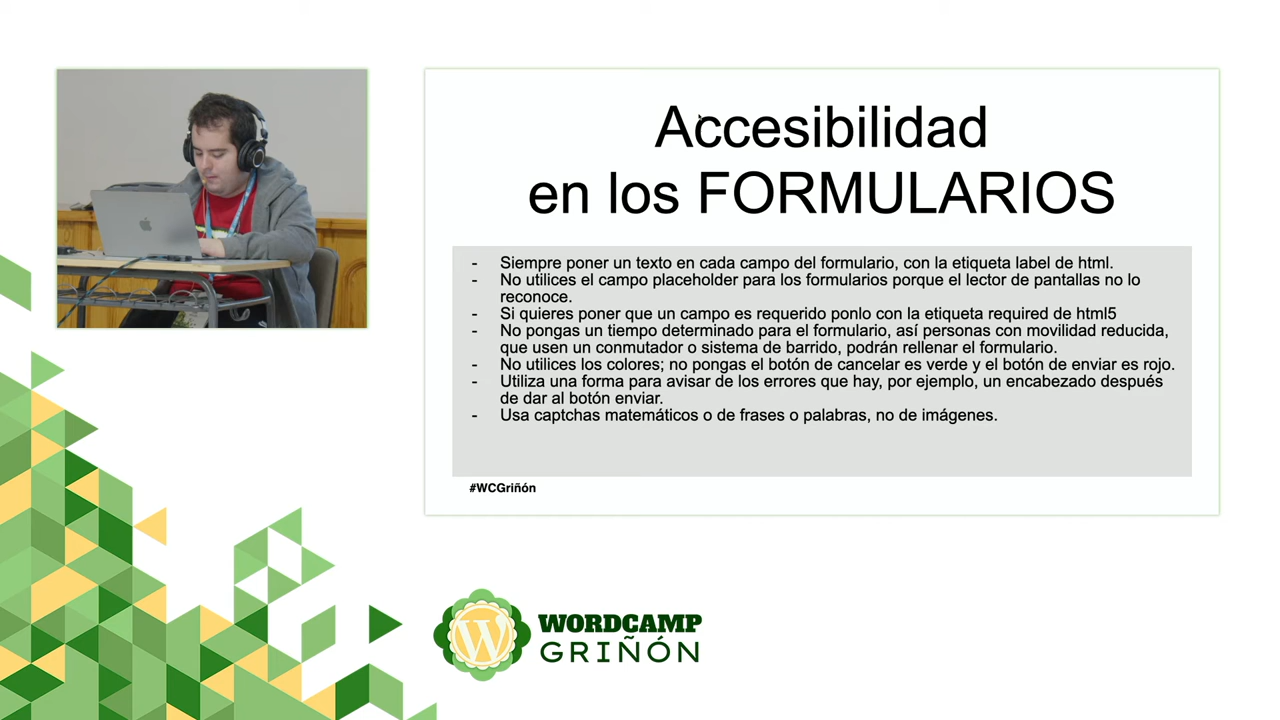 Accesibilidad
en los FORMULARIOS
- Siempre poner un texto en cada campo del formulario, con la etiqueta label de html.
- No utilices el campo placeholder para los formularios porque el lector de pantallas no lo
reconoce.
- Si quieres poner que un campo es requerido ponlo con la etiqueta required de html5
- No pongas un tiempo determinado para el formulario, así personas con movilidad reducida,
que usen un conmutador o sistema de barrido, podrán rellenar el formulario.
- No utilices los colores; no pongas el botón de cancelar es verde y el botón de enviar es rojo.
- Utiliza una forma para avisar de los errores que hay, por ejemplo, un encabezado después
de dar al botón enviar.
- Usa captchas matemáticos o de frases o palabras, no de imágenes.
#WCGriñón
W
WORDCAMP
GRIÑÓN